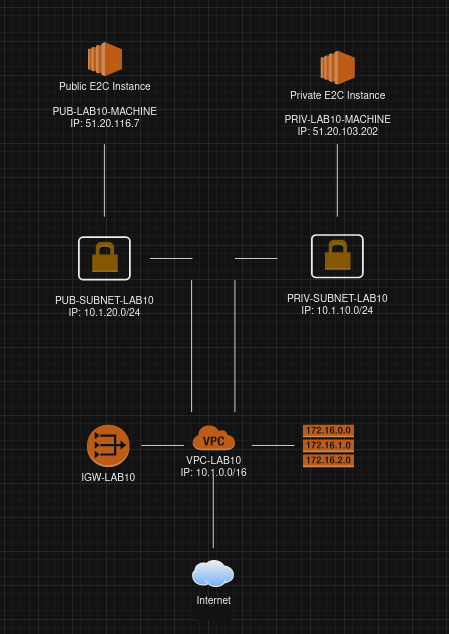 Public E2C Instance
PUB-LAB10-MACHINE
IP: 51.20.116.7
Private E2C Instance
PRIV-LAB10-MACHINE
IP: 51.20.103.202
PUB-SUBNET-LAB10
IP: 10.1.20.0/24
PRIV-SUBNET-LAB10
IP: 10.1.10.0/24
IGW-LAB10
VPC
VPC-LAB10
IP: 10.1.0.0/16
172.16.0.0
172.16.1.0
172.16.2.0
Internet